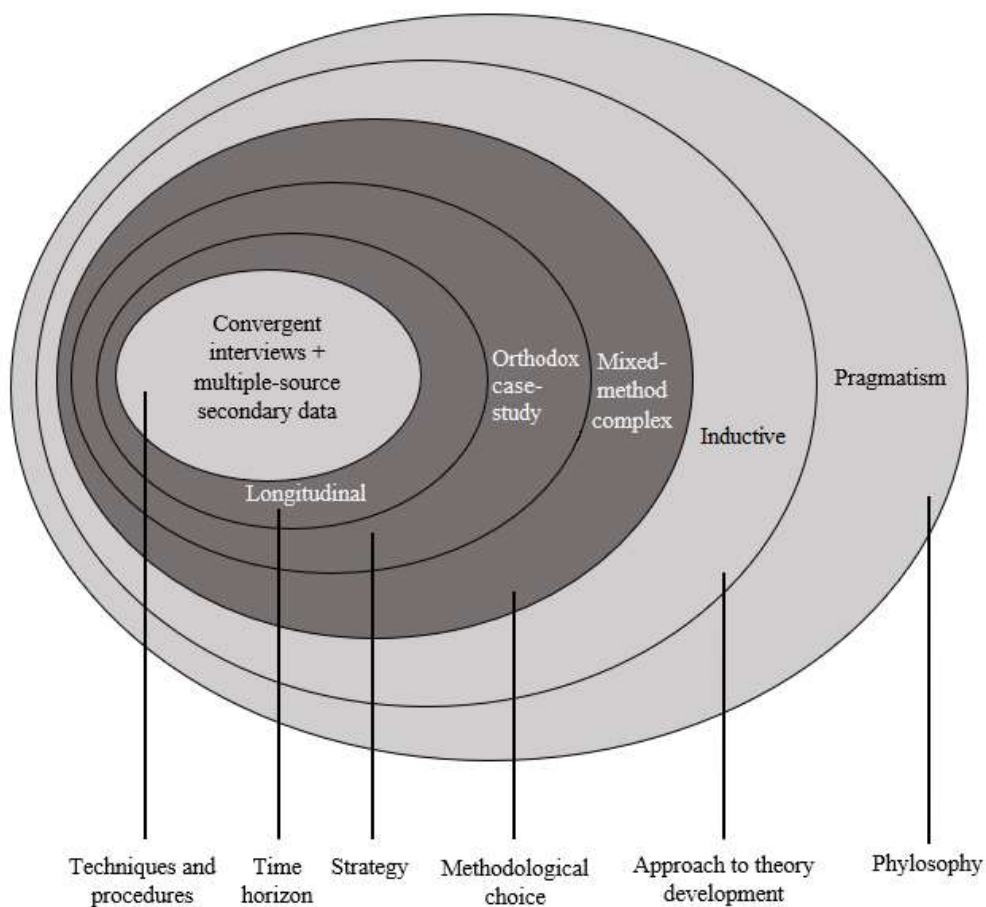 Convergent
interviews +
multiple-source
secondary data
Longitudinal
Orthodox
case-
study
Mixed-
method
complex
Inductive
Pragmatism
Techniques and
procedures
Time
horizon
Strategy
Methodological
choice
Approach to theory
development
Phylosophy